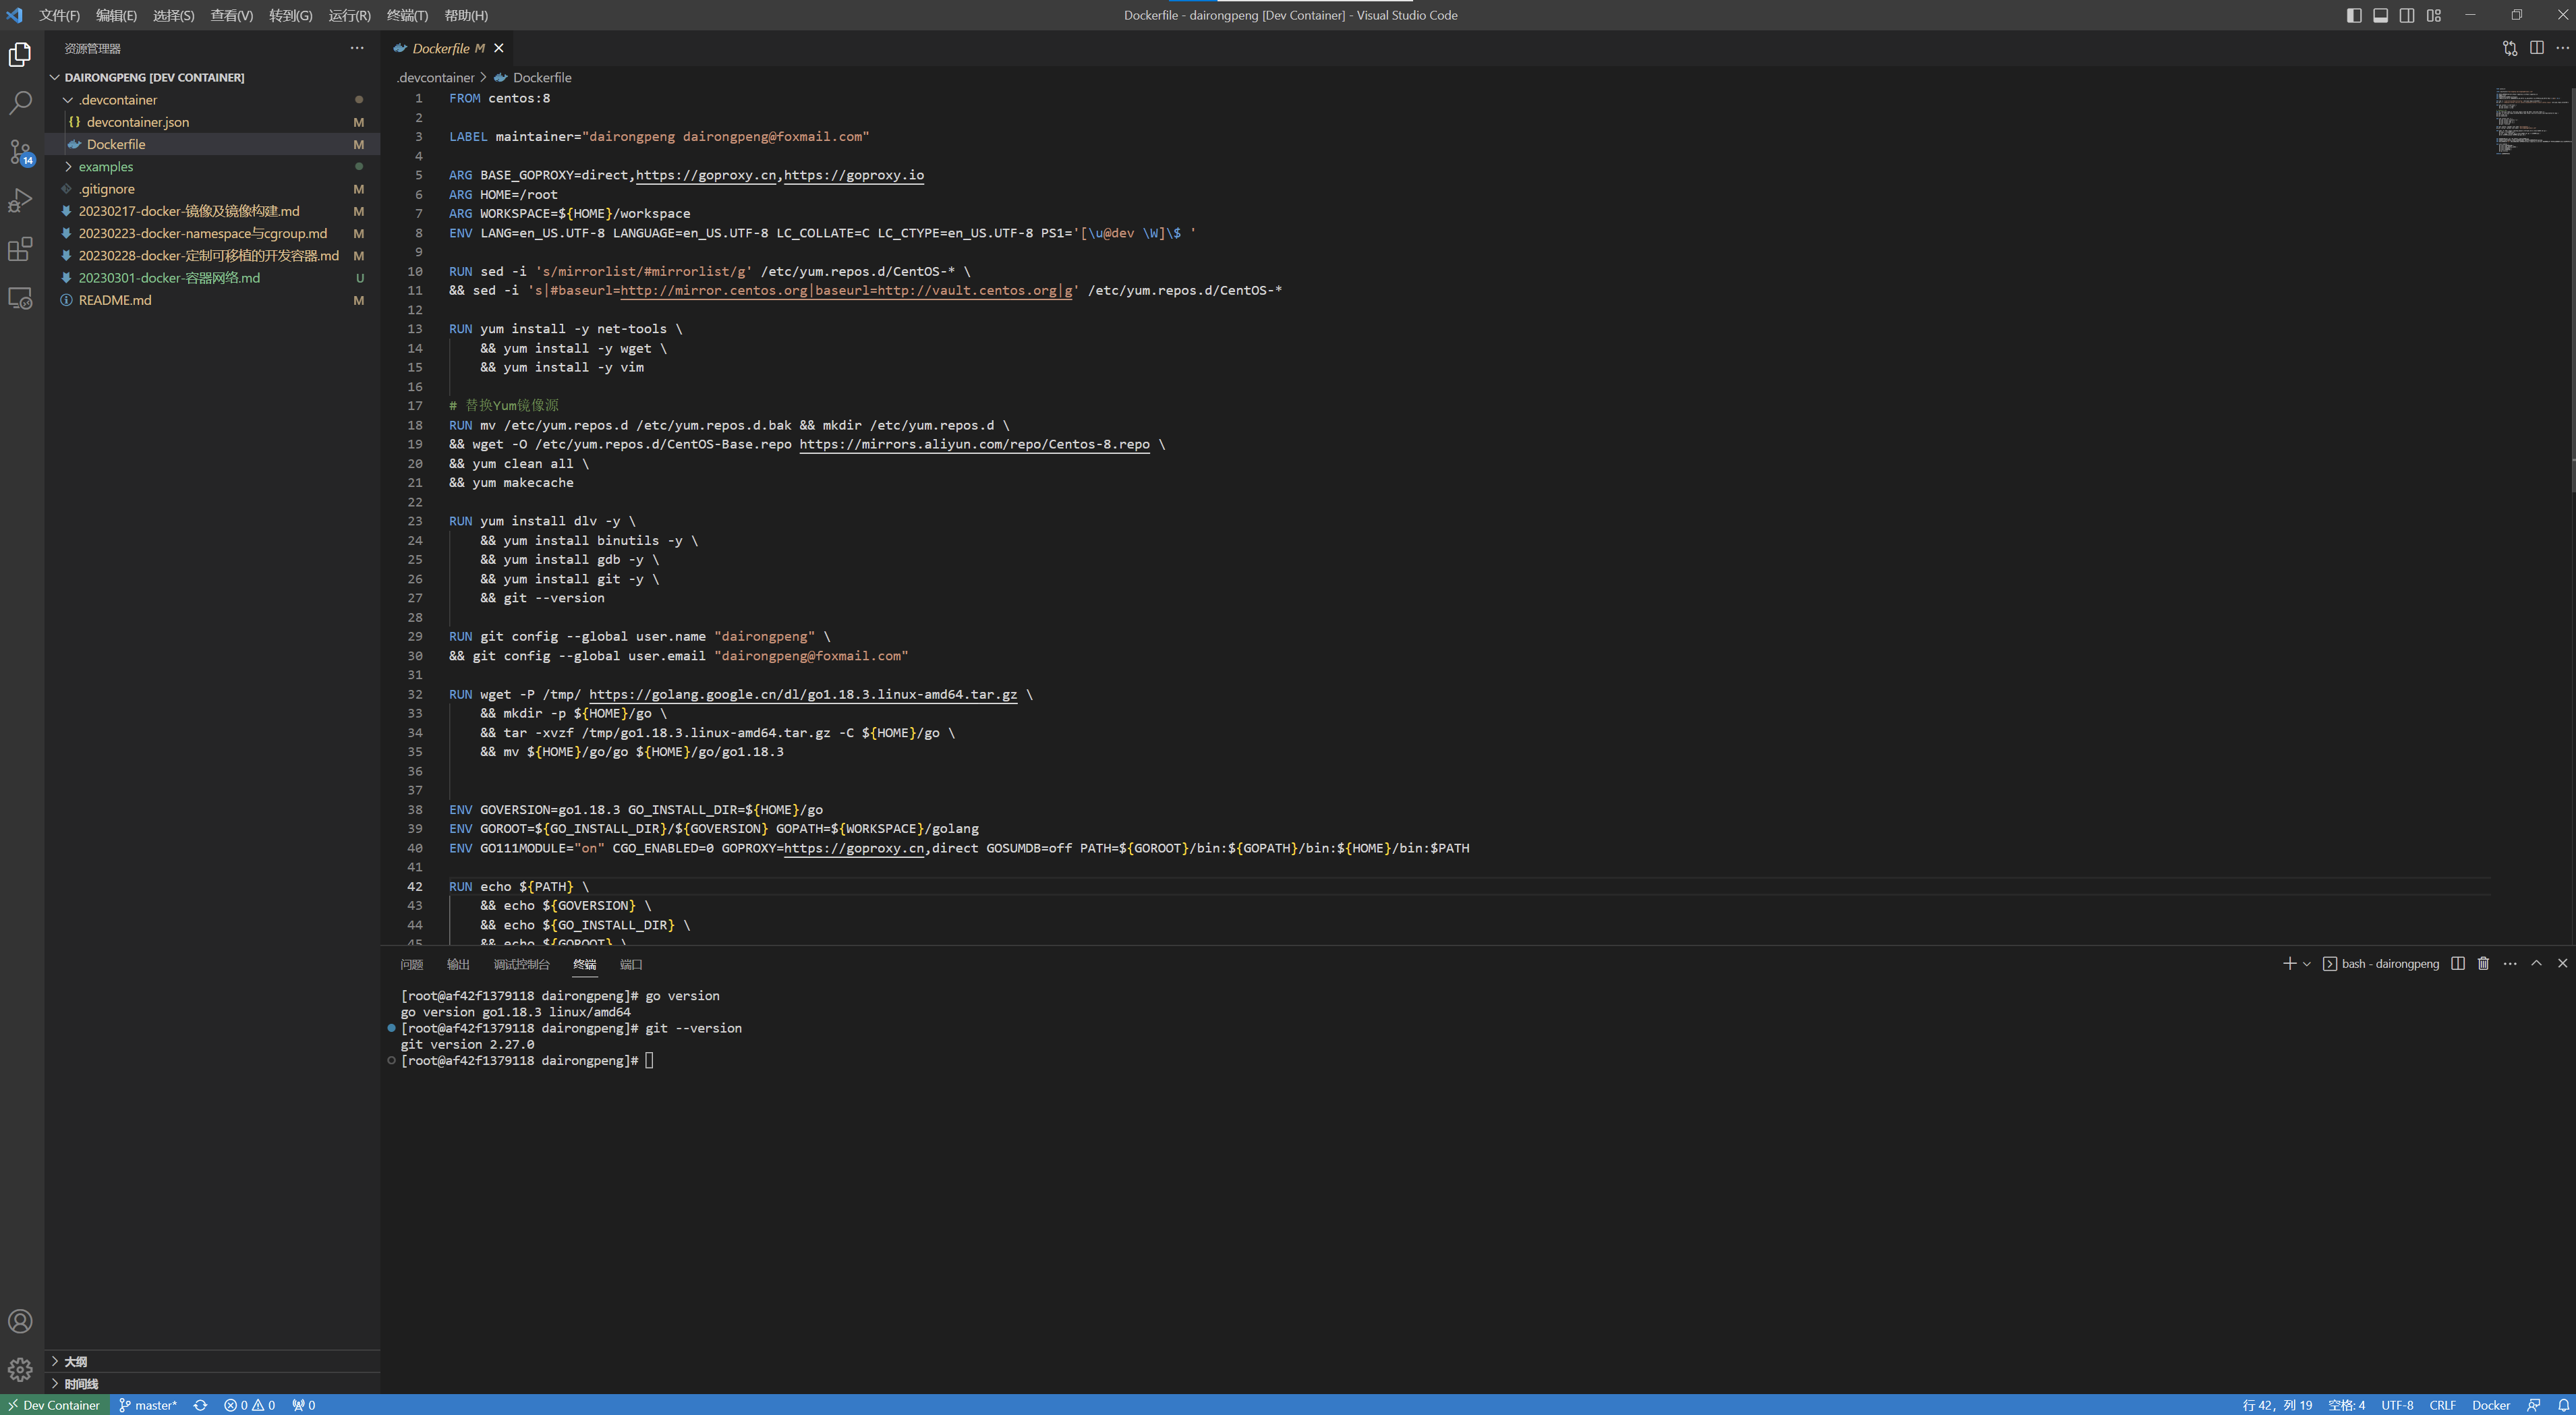 文件(F) 编辑(E) 选择(S) 查看(V) 转到(G) 运行(R) 终端(T) 帮助(H)
Dockerfile - dairongpeng [Dev Container] - Visual Studio Code
资源管理器
DAIRONGPENG [DEV CONTAINER]
.devcontainer
{} devcontainer.json M
Dockerfile M
examples
.gitignore M
20230217-docker-镜像及镜像构建.md M
20230223-docker-namespace与cgroup.md M
20230228-docker-定制可移植的开发容器.md M
20230301-docker-容器网络.md U
README.md M
14
大纲
时间线
Dockerfile M
.devcontainer > Dockerfile
1 FROM centos:8
2
3 LABEL maintainer="dairongpeng dairongpeng@foxmail.com"
4
5 ARG BASE_GOPROXY=direct,https://goproxy.cn,https://goproxy.io
6 ARG HOME=/root
7 ARG WORKSPACE=${HOME}/workspace
8 ENV LANG=en_US.UTF-8 LANGUAGE=en_US.UTF-8 LC_COLLATE=C LC_CTYPE=en_US.UTF-8 PS1='[\u@dev \W]\$ '
9
10 RUN sed -i 's/mirrorlist/#mirrorlist/g' /etc/yum.repos.d/CentOS-* \
11 && sed -i 's|#baseurl=http://mirror.centos.org|baseurl=http://vault.centos.org|g' /etc/yum.repos.d/CentOS-*
12
13 RUN yum install -y net-tools \
14 && yum install -y wget \
15 && yum install -y vim
16
17 # 替换Yum镜像源
18 RUN mv /etc/yum.repos.d /etc/yum.repos.d.bak && mkdir /etc/yum.repos.d \
19 && wget -O /etc/yum.repos.d/CentOS-Base.repo https://mirrors.aliyun.com/repo/Centos-8.repo \
20 && yum clean all \
21 && yum makecache
22
23 RUN yum install dlv -y \
24 && yum install binutils -y \
25 && yum install gdb -y \
26 && yum install git -y \
27 && git --version
28
29 RUN git config --global user.name "dairongpeng" \
30 && git config --global user.email "dairongpeng@foxmail.com"
31
32 RUN wget -P /tmp/ https://golang.google.cn/dl/go1.18.3.linux-amd64.tar.gz \
33 && mkdir -p ${HOME}/go \
34 && tar -xvzf /tmp/go1.18.3.linux-amd64.tar.gz -C ${HOME}/go \
35 && mv ${HOME}/go/go ${HOME}/go/go1.18.3
36
37
38 ENV GOVERSION=go1.18.3 GO_INSTALL_DIR=${HOME}/go
39 ENV GOROOT=${GO_INSTALL_DIR}/${GOVERSION} GOPATH=${WORKSPACE}/golang
40 ENV GO111MODULE="on" CGO_ENABLED=0 GOPROXY=https://goproxy.cn,direct GOSUMDB=off PATH=${GOROOT}/bin:${GOPATH}/bin:${HOME}/bin:$PATH
41
42 RUN echo ${PATH} \
43 && echo ${GOVERSION} \
44 && echo ${GO_INSTALL_DIR} \
45 && echo ${GOROOT} \
问题 输出 调试控制台 终端 端口
bash - dairongpeng
[root@af42f1379118 dairongpeng]# go version
go version go1.18.3 linux/amd64
[root@af42f1379118 dairongpeng]# git --version
git version 2.27.0
[root@af42f1379118 dairongpeng]#
Dev Container master* 0 0 0
行 42，列 19 空格: 4 UTF-8 CRLF Docker